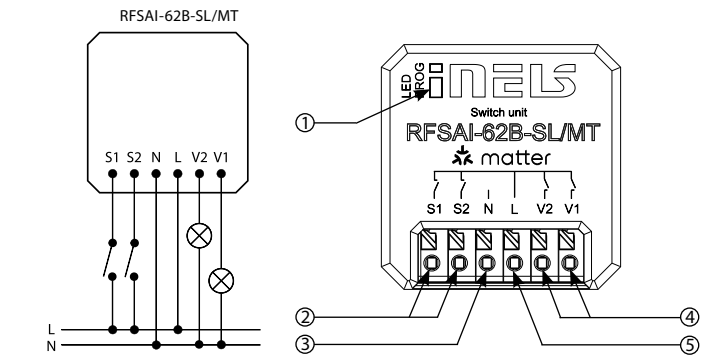 RFSAI-62B-SL/MT
S1 S2 N L V2 V1
L
N
LED
PROG
iNELS
Switch unit
RFSAI-62B-SL/MT
matter
S1 S2 N L V2 V1
1
2
3
4
5